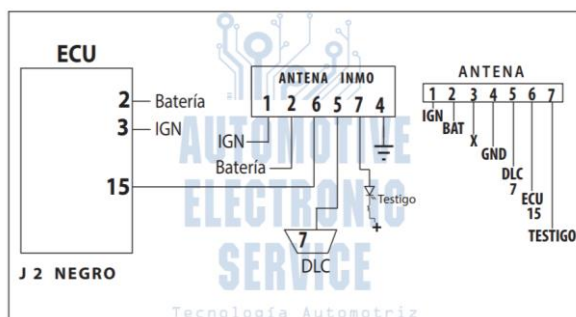 ECU
2 Batería
3 IGN
15
J 2 NEGRO
ANTENA INMO
1 2 6 5 7 4
IGN
Batería
Testigo
+
7
DLC
ANTENA
1 2 3 4 5 6 7
IGN
BAT
X
GND
DLC
7
ECU
15
TESTIGO
AUTOMOTIVE
ELECTRONIC
SERVICE
Tecnología Automotriz